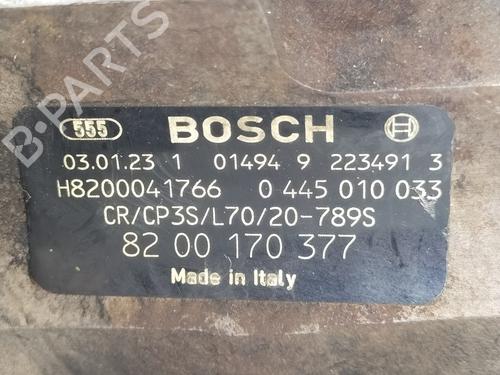 B-PARTS
555 BOSCH
03.01.23 1 01494 9 223491 3
H8200041766 0 445 010 033
CR/CP3S/L70/20-789S
82 00 170 377
Made in Italy